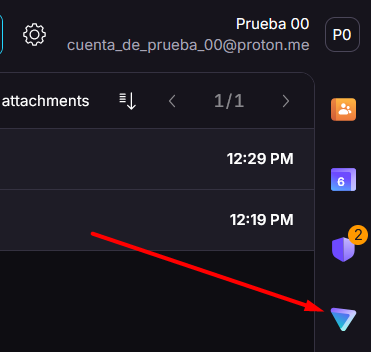 Prueba 00
cuenta_de_prueba_00@proton.me
P0
attachments
1/1
12:29 PM
6
12:19 PM
2